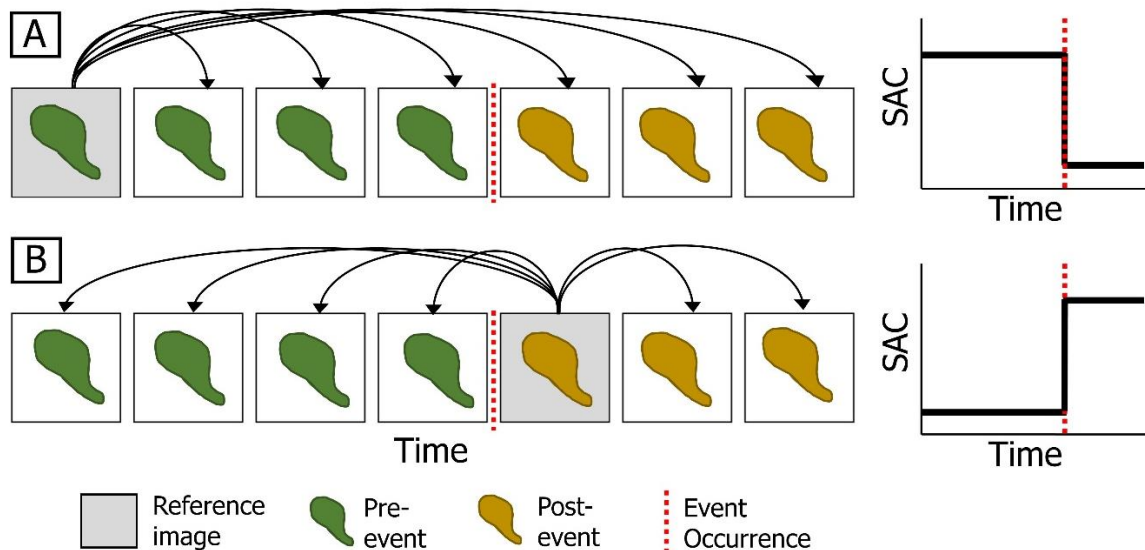 A
SAC
Time
B
SAC
Time
Time
Reference
image
Pre-
event
Post-
event
Event
Occurrence